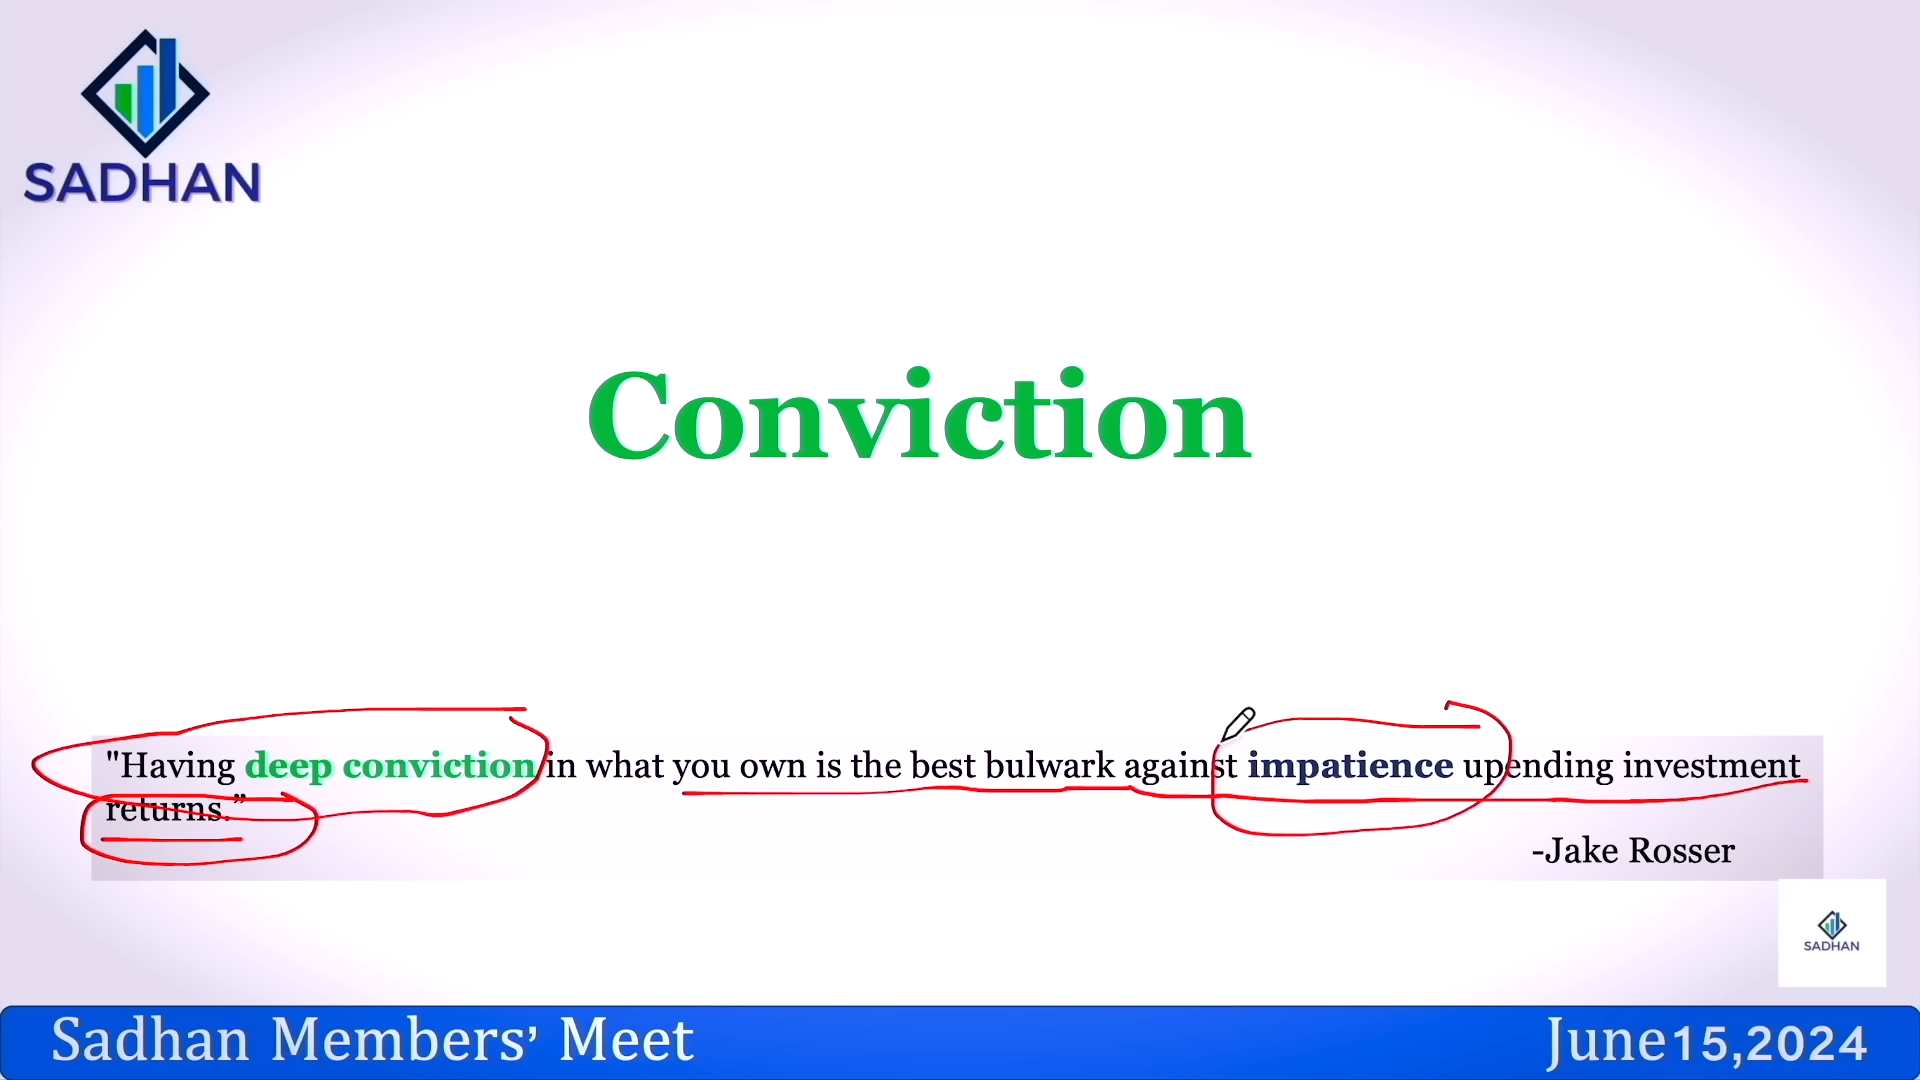 SADHAN
Conviction
"Having deep conviction in what you own is the best bulwark against impatience upending investment
returns.”
-Jake Rosser
SADHAN
Sadhan Members’ Meet
June15,2024